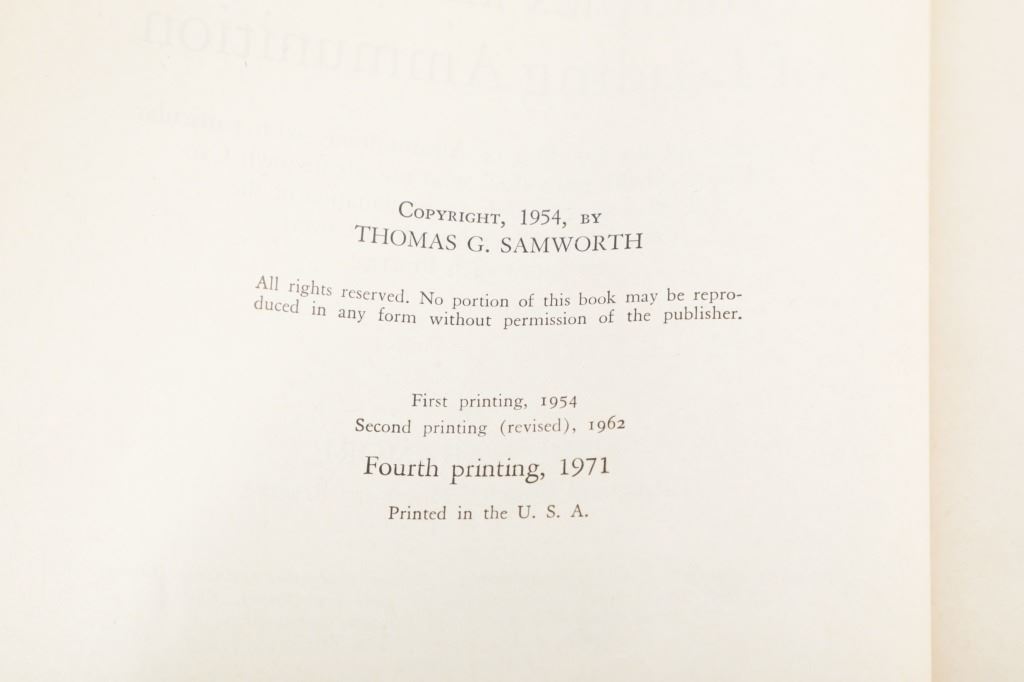 Copyright, 1954, by
THOMAS G. SAMWORTH
All rights reserved. No portion of this book may be repro-
duced in any form without permission of the publisher.
First printing, 1954
Second printing (revised), 1962
Fourth printing, 1971
Printed in the U. S. A.